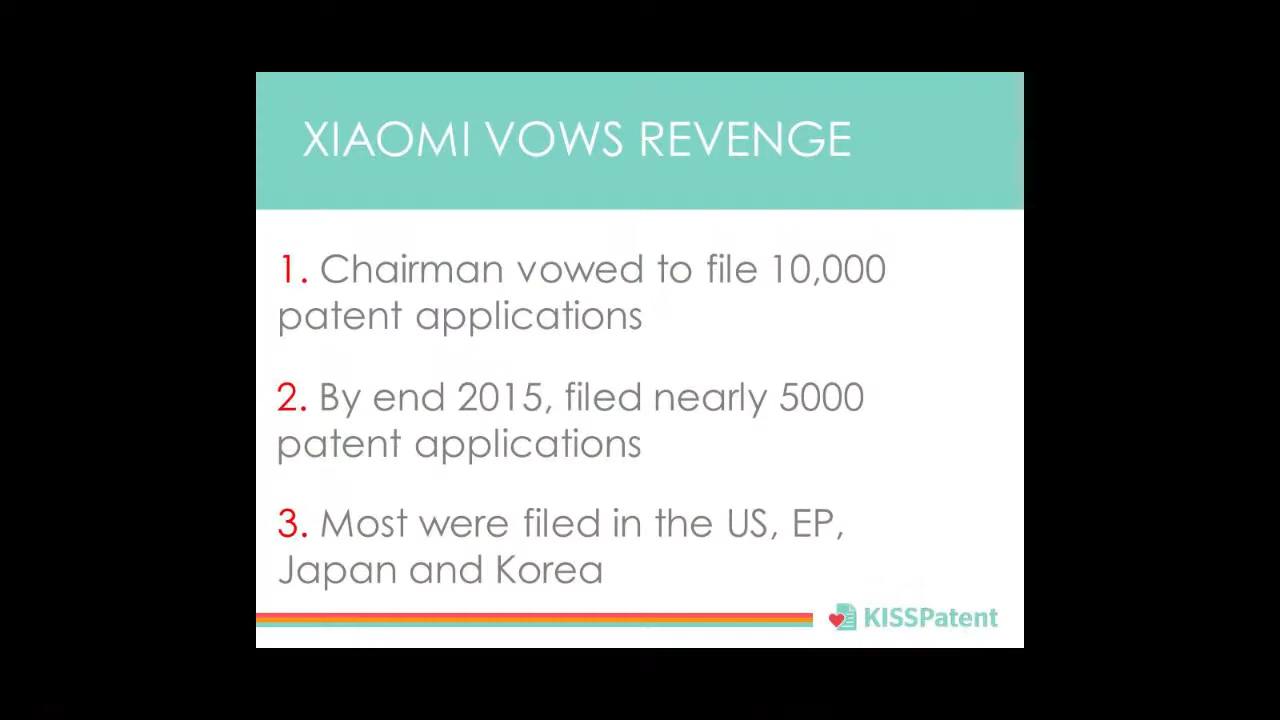 XIAOMI VOWS REVENGE
1. Chairman vowed to file 10,000
patent applications
2. By end 2015, filed nearly 5000
patent applications
3. Most were filed in the US, EP,
Japan and Korea
KISSPatent